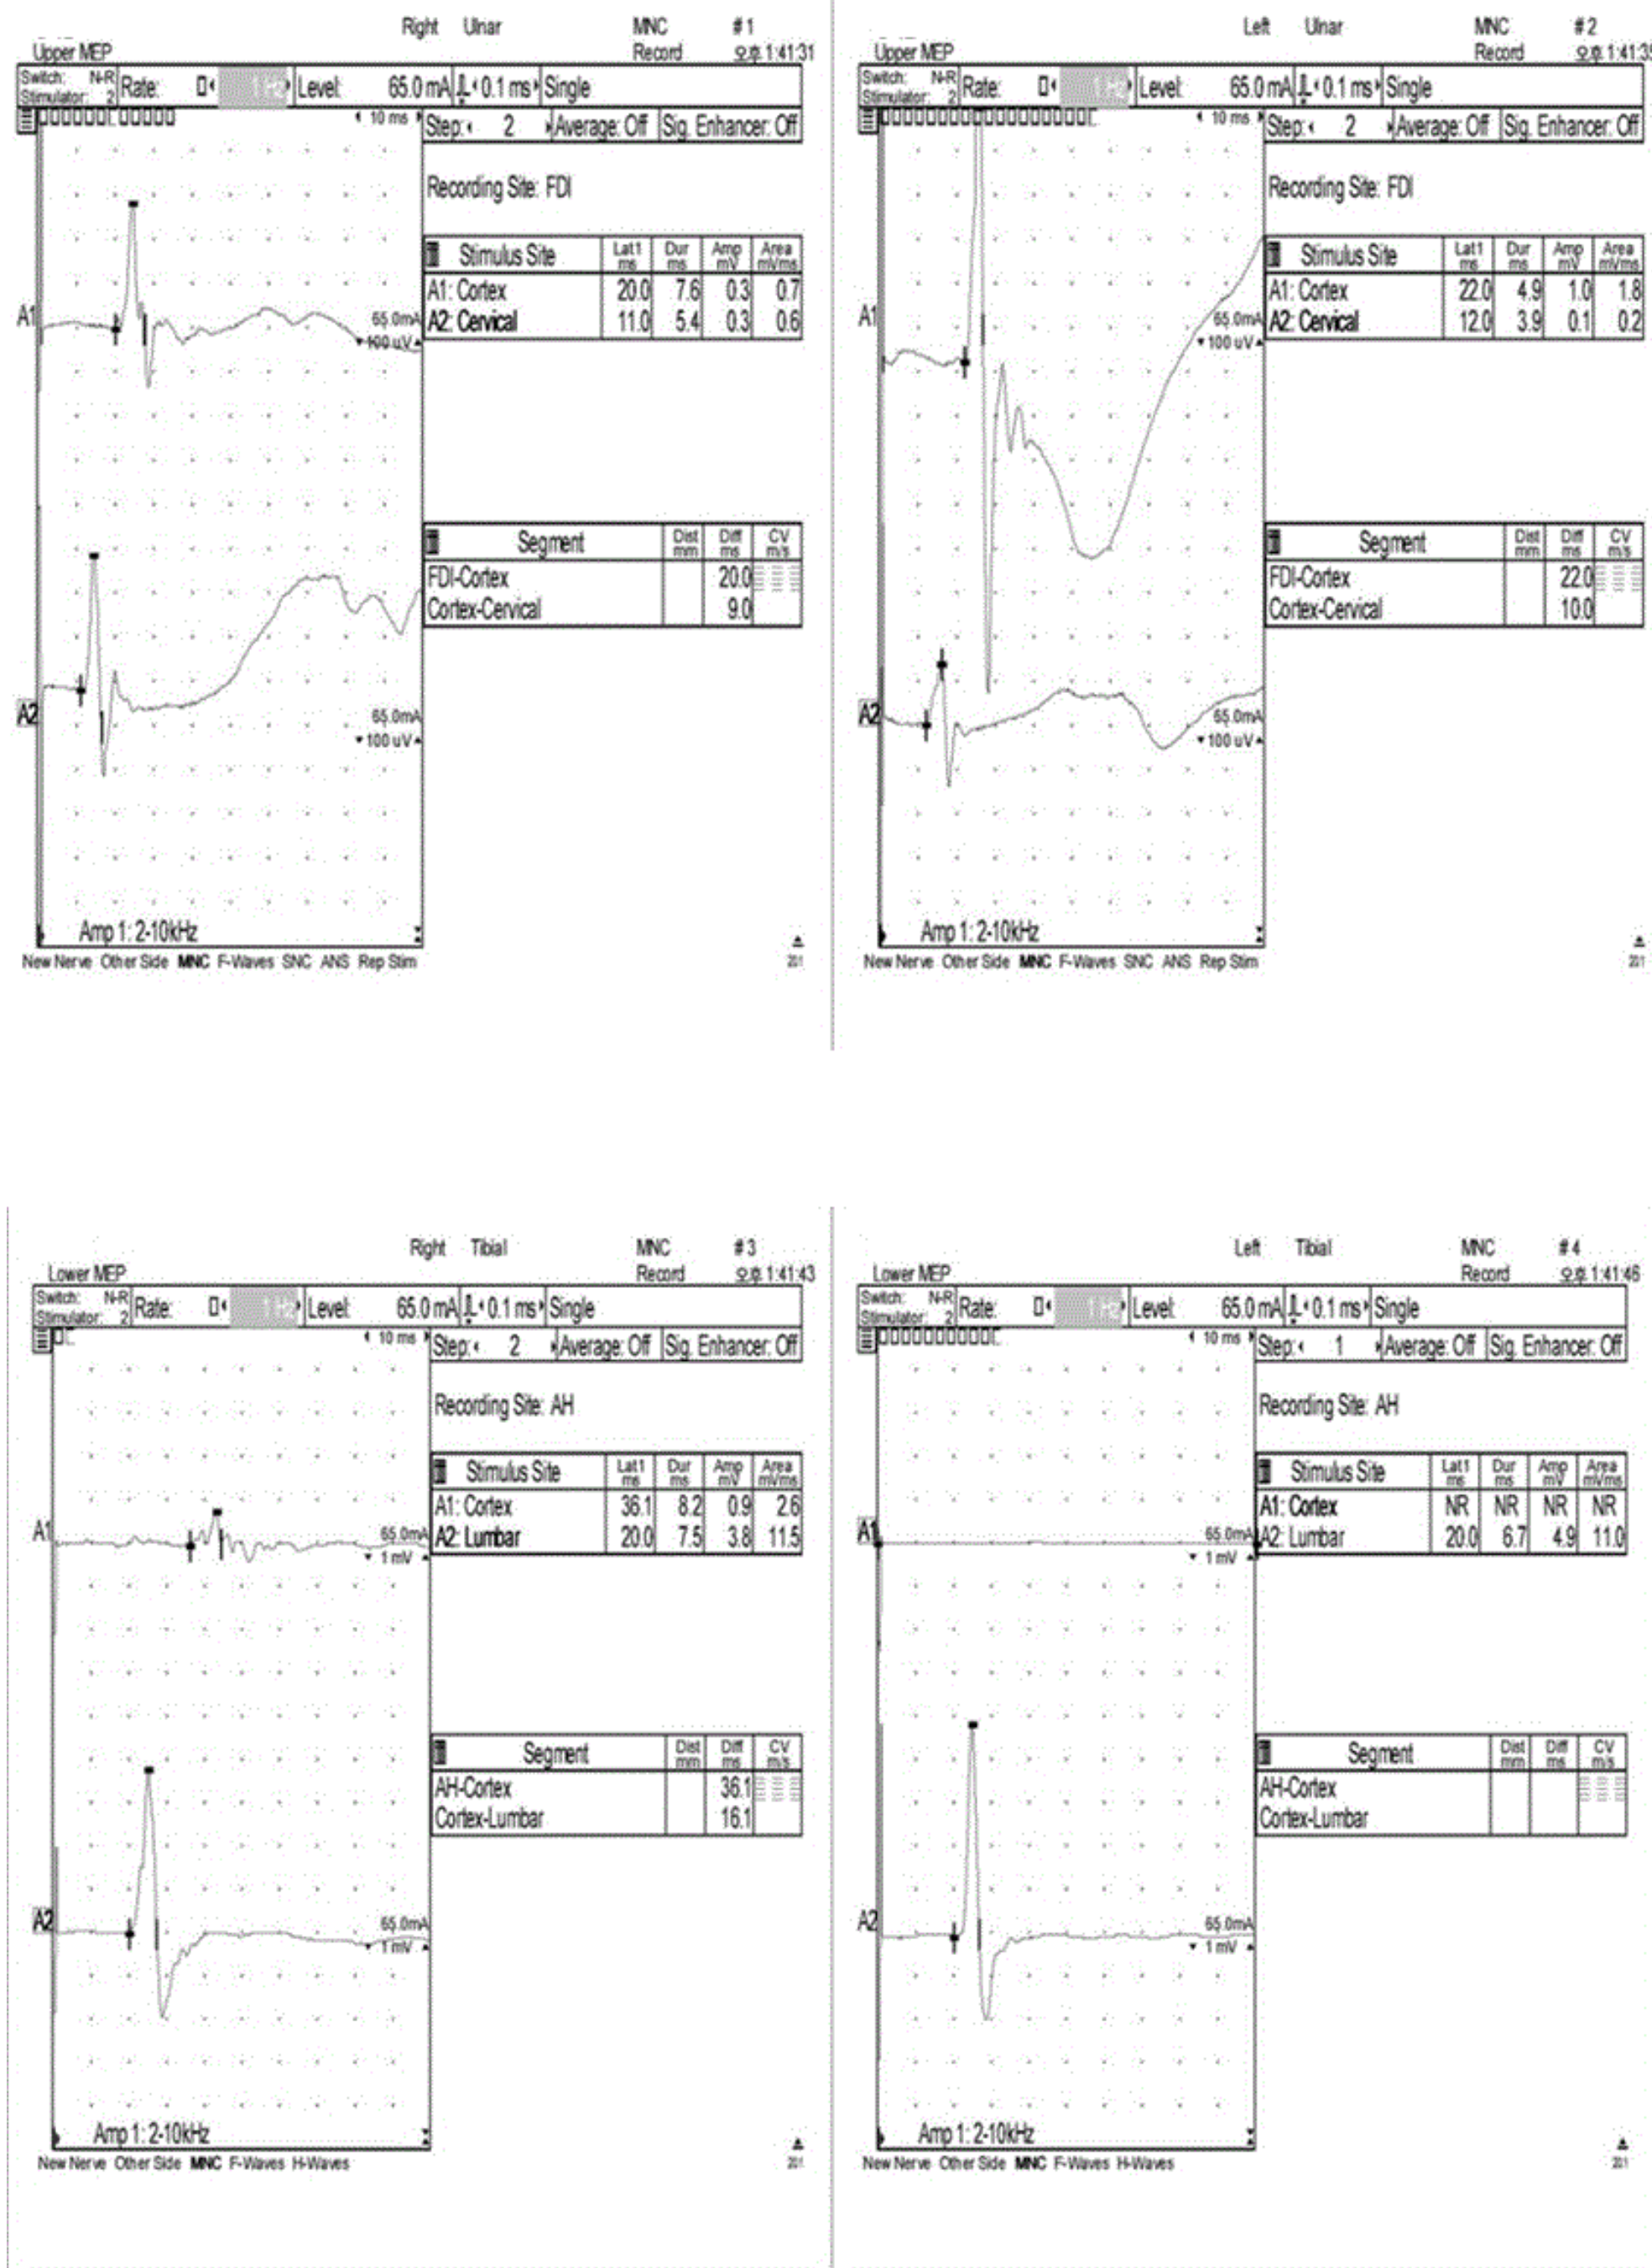 Right Ulnar MNC #1
Upper MEP Record 오후 1:41:31
Switch: N-R Rate: 1 Hz Level: 65.0 mA 0.1 ms Single
Stimulator: 2
10 ms Step: 2 Average: Off Sig. Enhancer: Off
Recording Site: FDI
Stimulus Site Lat1 ms Dur ms Amp mV Area mVms
A1: Cortex 20.0 7.6 0.3 0.7
A2: Cervical 11.0 5.4 0.3 0.6
A1 65.0mA
100 uV
Segment Dist mm Diff ms CV m/s
FDI-Cortex 20.0
Cortex-Cervical 9.0
A2 65.0mA
100 uV
Amp 1: 2-10kHz
New Nerve Other Side MNC F-Waves SNC ANS Rep Stim 201
Left Ulnar MNC #2
Upper MEP Record
Switch: N-R Rate: 1 Hz Level: 65.0 mA 0.1 ms Single
Stimulator: 2
10 ms Step: 2 Average: Off Sig. Enhancer: Off
Recording Site: FDI
Stimulus Site Lat1 ms Dur ms Amp mV Area mVms
A1: Cortex 22.0 4.9 1.0 1.8
A2: Cervical 12.0 3.9 0.1 0.2
A1 65.0mA
100 uV
Segment Dist mm Diff ms CV m/s
FDI-Cortex 22.0
Cortex-Cervical 10.0
A2 65.0mA
100 uV
Amp 1: 2-10kHz
New Nerve Other Side MNC F-Waves SNC ANS Rep Stim 201
Right Tibial MNC #3
Lower MEP Record 오후 1:41:43
Switch: N-R Rate: 1 Hz Level: 65.0 mA 0.1 ms Single
Stimulator: 2
10 ms Step: 2 Average: Off Sig. Enhancer: Off
Recording Site: AH
Stimulus Site Lat1 ms Dur ms Amp mV Area mVms
A1: Cortex 36.1 8.2 0.9 2.6
A2: Lumbar 20.0 7.5 3.8 11.5
A1 65.0mA
1 mV
Segment Dist mm Diff ms CV m/s
AH-Cortex 36.1
Cortex-Lumbar 16.1
A2 65.0mA
1 mV
Amp 1: 2-10kHz
New Nerve Other Side MNC F-Waves H-Waves 201
Left Tibial MNC #4
Lower MEP Record 오후 1:41:46
Switch: N-R Rate: 1 Hz Level: 65.0 mA 0.1 ms Single
Stimulator: 2
10 ms Step: 1 Average: Off Sig. Enhancer: Off
Recording Site: AH
Stimulus Site Lat1 ms Dur ms Amp mV Area mVms
A1: Cortex NR NR NR NR
A2: Lumbar 20.0 6.7 4.9 11.0
A1 65.0mA
1 mV
Segment Dist mm Diff ms CV m/s
AH-Cortex
Cortex-Lumbar
A2 65.0mA
1 mV
Amp 1: 2-10kHz
New Nerve Other Side MNC F-Waves H-Waves 201